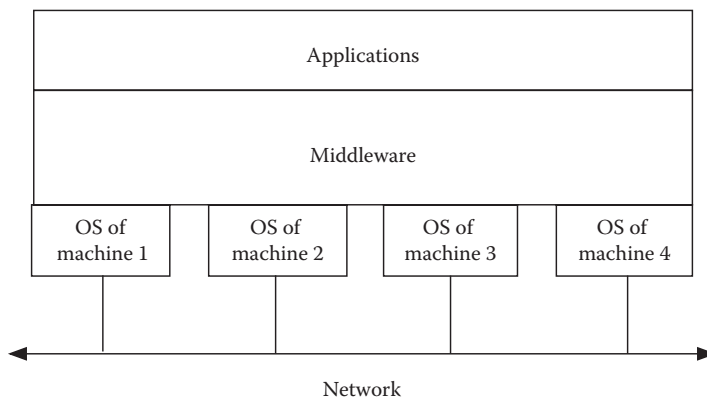 Applications
Middleware
OS of
machine 1
OS of
machine 2
OS of
machine 3
OS of
machine 4
Network